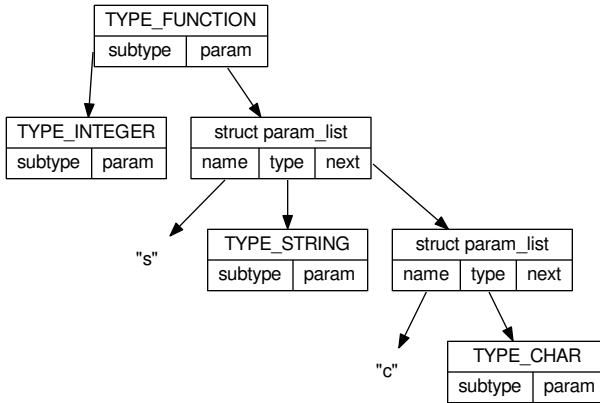 TYPE_FUNCTION
subtype param
TYPE_INTEGER
subtype param
struct param_list
name type next
"s"
TYPE_STRING
subtype param
struct param_list
name type next
"c"
TYPE_CHAR
subtype param